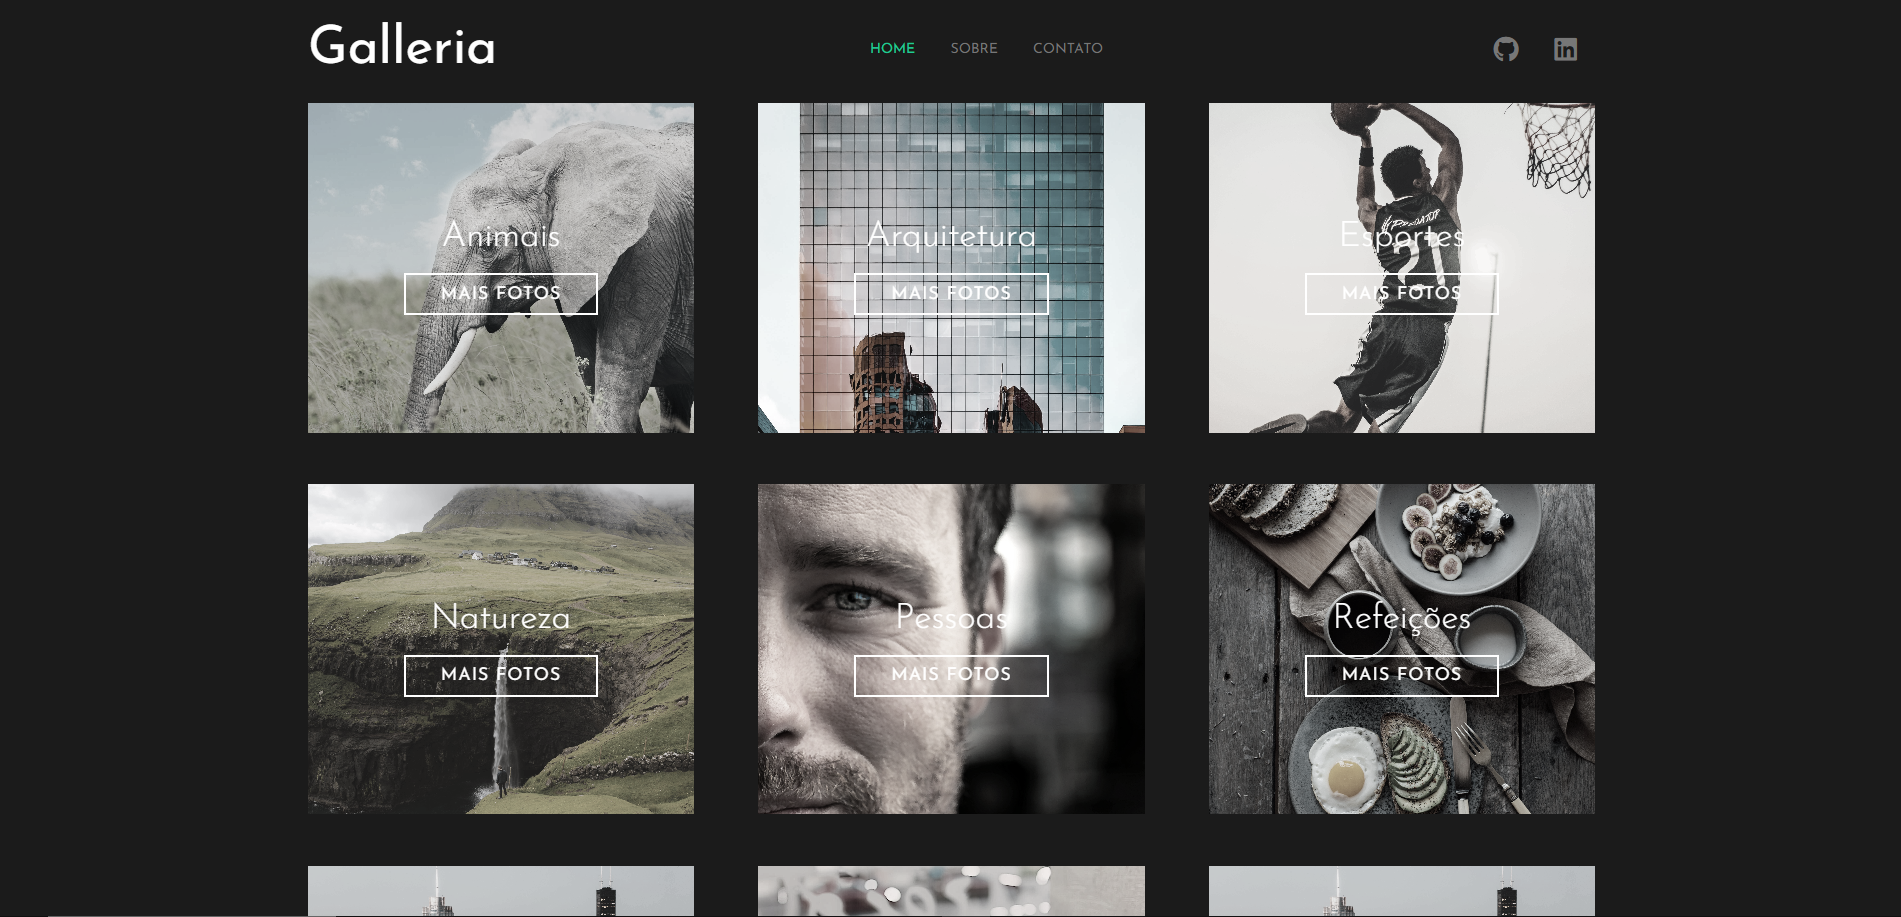 Galleria
HOME SOBRE CONTATO
Animais
MAIS FOTOS
Arquitetura
MAIS FOTOS
Esportes
21
MAIS FOTOS
Natureza
MAIS FOTOS
Pessoas
MAIS FOTOS
Refeições
MAIS FOTOS